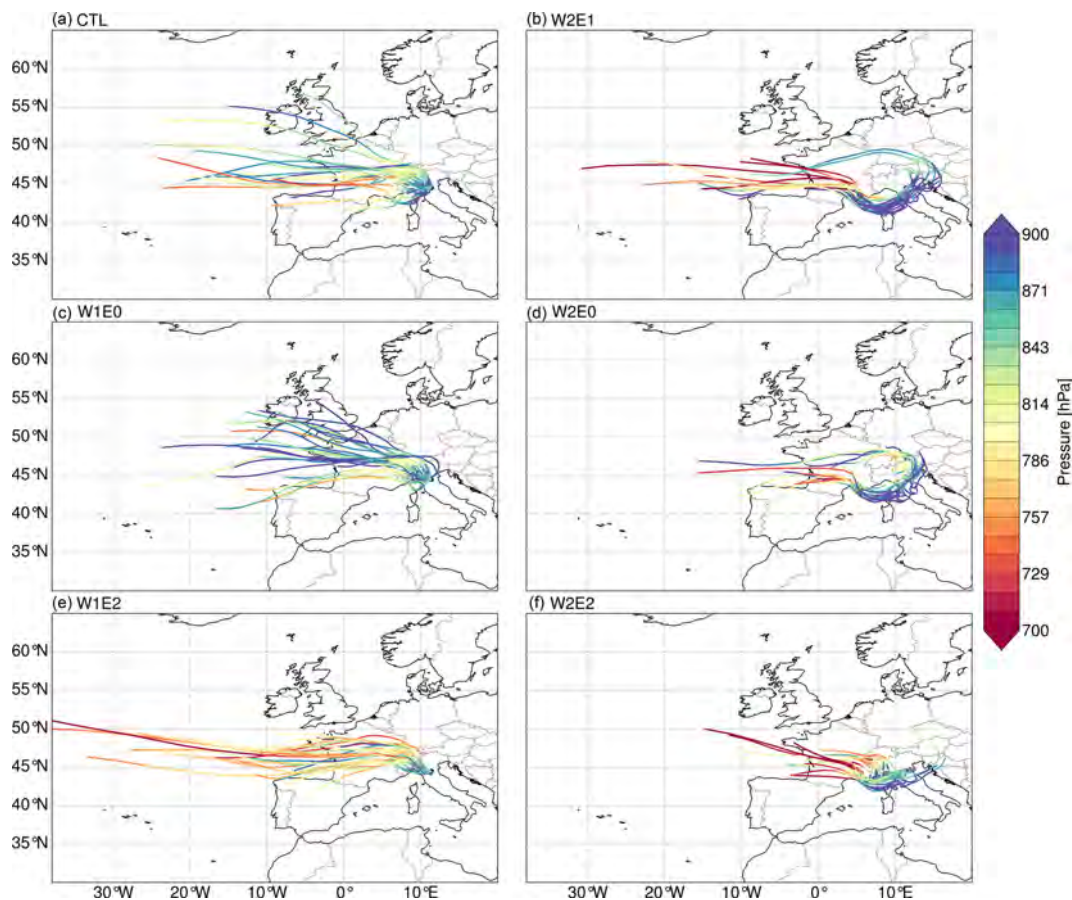 (a) CTL
(b) W2E1
60°N
55°N
50°N
45°N
40°N
35°N
(c) W1E0
(d) W2E0
60°N
55°N
50°N
45°N
40°N
35°N
(e) W1E2
(f) W2E2
60°N
55°N
50°N
45°N
40°N
35°N
30°W 20°W 10°W 0° 10°E
30°W 20°W 10°W 0° 10°E
900
871
843
814
786
757
729
700
Pressure [hPa]